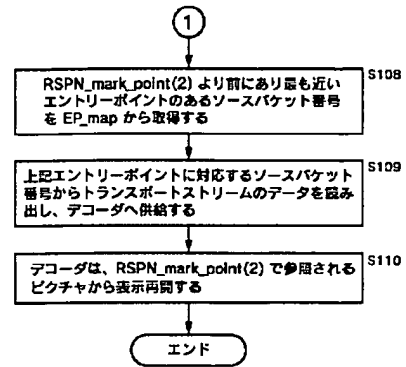 1
S108
RSPN_mark_point(2) より前にあり最も近い
エントリーポイントのあるソースパケット番号
を EP_map から取得する
S109
上記エントリーポイントに対応するソースパケット
番号からトランスポートストリームのデータを読み
出し、デコーダへ供給する
S110
デコーダは、RSPN_mark_point(2) で参照される
ピクチャから表示再開する
エンド